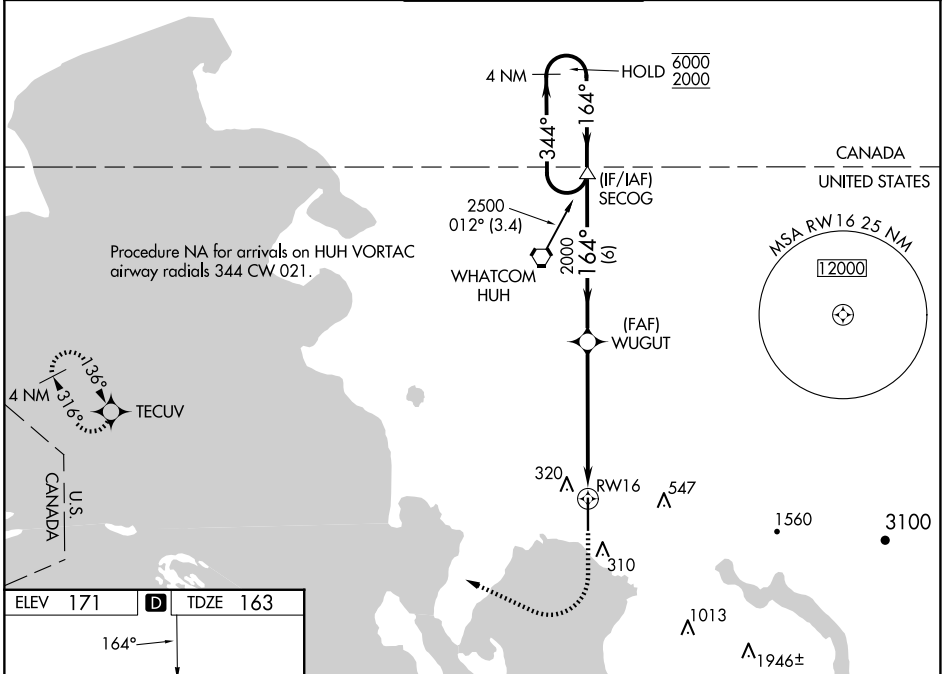 4 NM
HOLD
6000
2000
344°
164°
CANADA
UNITED STATES
(IF/IAF)
SECOG
2500
012° (3.4)
2000
164°
(6)
WHATCOM
HUH
Procedure NA for arrivals on HUH VORTAC
airway radials 344 CW 021.
MSA RW16 25 NM
12000
(FAF)
WUGUT
4 NM
136°
316°
TECUV
U.S.
CANADA
320
RW16
547
1560
3100
310
1013
1946±
ELEV 171 D TDZE 163
164°